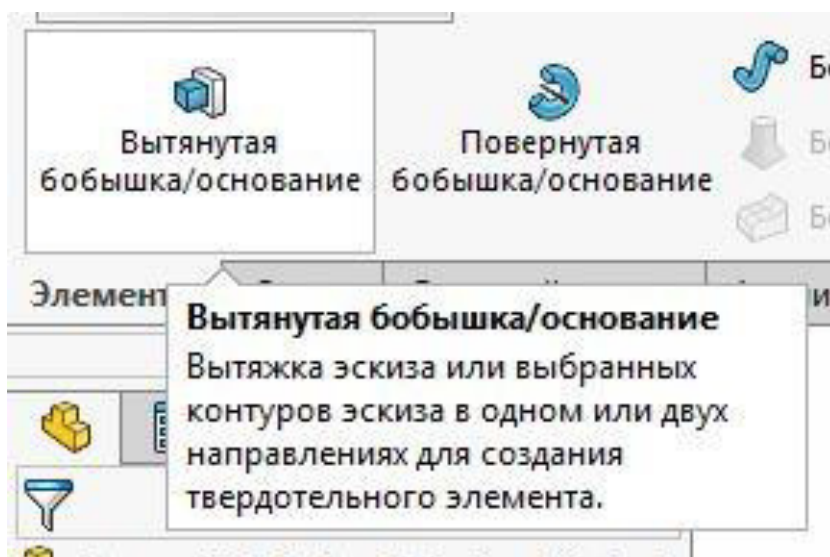 Вытянутая
бобышка/основание
Повернутая
бобышка/основание
Элемент
Вытянутая бобышка/основание
Вытяжка эскиза или выбранных
контуров эскиза в одном или двух
направлениях для создания
твердотельного элемента.